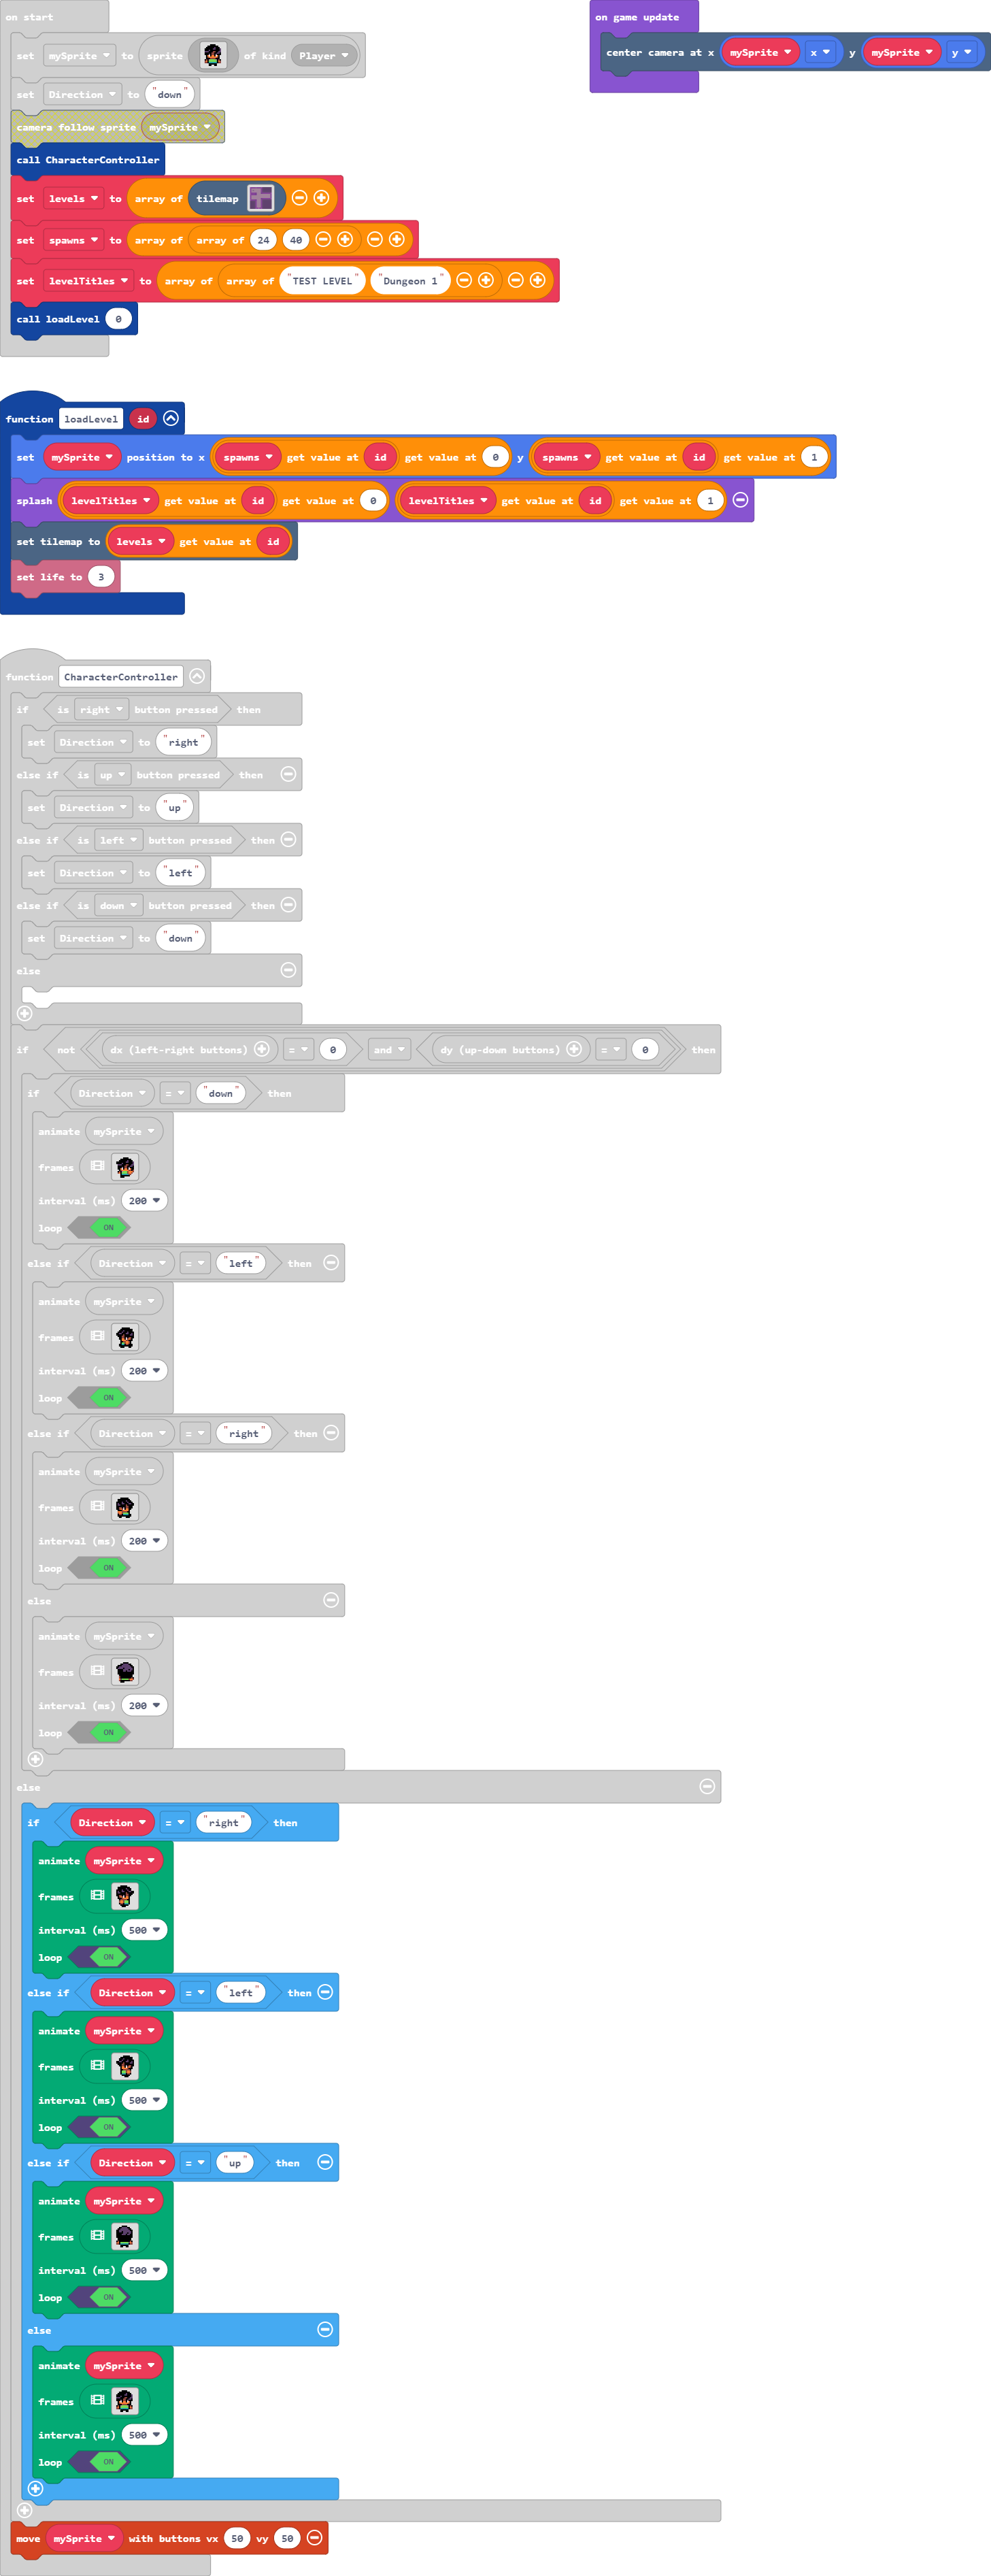 on start
set mySprite to sprite of kind Player
set Direction to "down"
camera follow sprite mySprite
call CharacterController
set levels to array of tilemap
set spawns to array of array of 24 40
set levelTitles to array of array of "TEST LEVEL" "Dungeon 1"
call loadLevel 0
on game update
center camera at x mySprite x y mySprite y
function loadLevel id
set mySprite position to x spawns get value at id get value at 0 y spawns get value at id get value at 1
splash levelTitles get value at id get value at 0 levelTitles get value at id get value at 1
set tilemap to levels get value at id
set life to 3
function CharacterController
if is right button pressed then
set Direction to "right"
else if is up button pressed then
set Direction to "up"
else if is left button pressed then
set Direction to "left"
else if is down button pressed then
set Direction to "down"
else
if not dx (left-right buttons) = 0 and dy (up-down buttons) = 0 then
if Direction = "down" then
animate mySprite
frames
interval (ms) 200
loop ON
else if Direction = "left" then
animate mySprite
frames
interval (ms) 200
loop ON
else if Direction = "right" then
animate mySprite
frames
interval (ms) 200
loop ON
else
animate mySprite
frames
interval (ms) 200
loop ON
else
if Direction = "right" then
animate mySprite
frames
interval (ms) 500
loop ON
else if Direction = "left" then
animate mySprite
frames
interval (ms) 500
loop ON
else if Direction = "up" then
animate mySprite
frames
interval (ms) 500
loop ON
else
animate mySprite
frames
interval (ms) 500
loop ON
move mySprite with buttons vx 50 vy 50